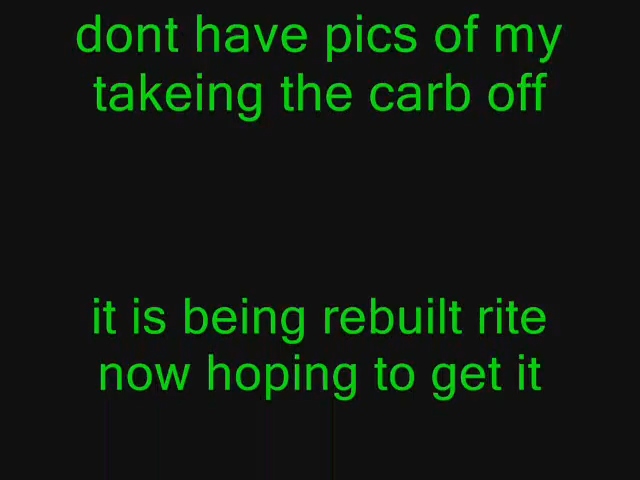 dont have pics of my
takeing the carb off
it is being rebuilt rite
now hoping to get it